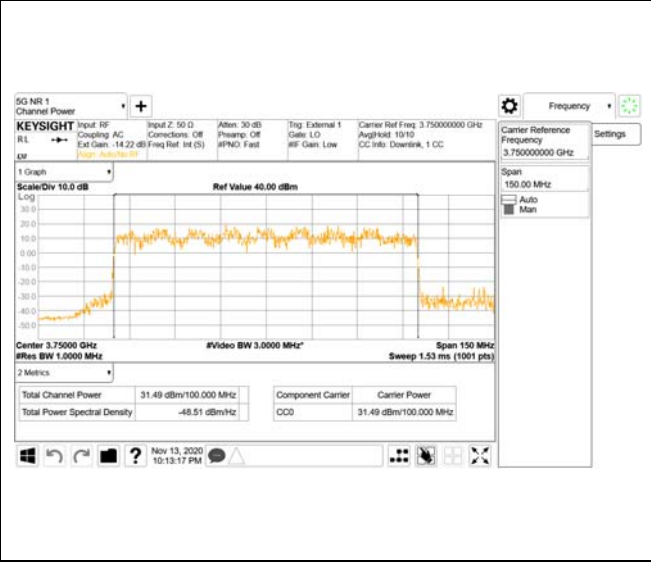 5G NR 1
Channel Power
Frequency
KEYSIGHT
Input: RF
Input Z: 50 Ω
Atten: 30 dB
Trig: External 1
Carrier Ref Freq: 3.750000000 GHz
RL
Coupling: AC
Corrections: Off
Preamp: Off
Gate: LO
Avg|Hold: 10/10
Ext Gain: -14.22 dB
Freq Ref: Int (S)
#PNO: Fast
#IF Gain: Low
CC Info: Downlink, 1 CC
Align: Auto/No RF
Carrier Reference
Frequency
3.750000000 GHz
Settings
Span
150.00 MHz
Auto
Man
1 Graph
Scale/Div 10.0 dB
Ref Value 40.00 dBm
Log
30.0
20.0
10.0
0.00
-10.0
-20.0
-30.0
-40.0
-50.0
Center 3.75000 GHz
#Video BW 3.0000 MHz*
Span 150 MHz
#Res BW 1.0000 MHz
Sweep 1.53 ms (1001 pts)
2 Metrics
Total Channel Power
31.49 dBm/100.000 MHz
Total Power Spectral Density
-48.51 dBm/Hz
Component Carrier
Carrier Power
CC0
31.49 dBm/100.000 MHz
?
Nov 13, 2020
10:13:17 PM